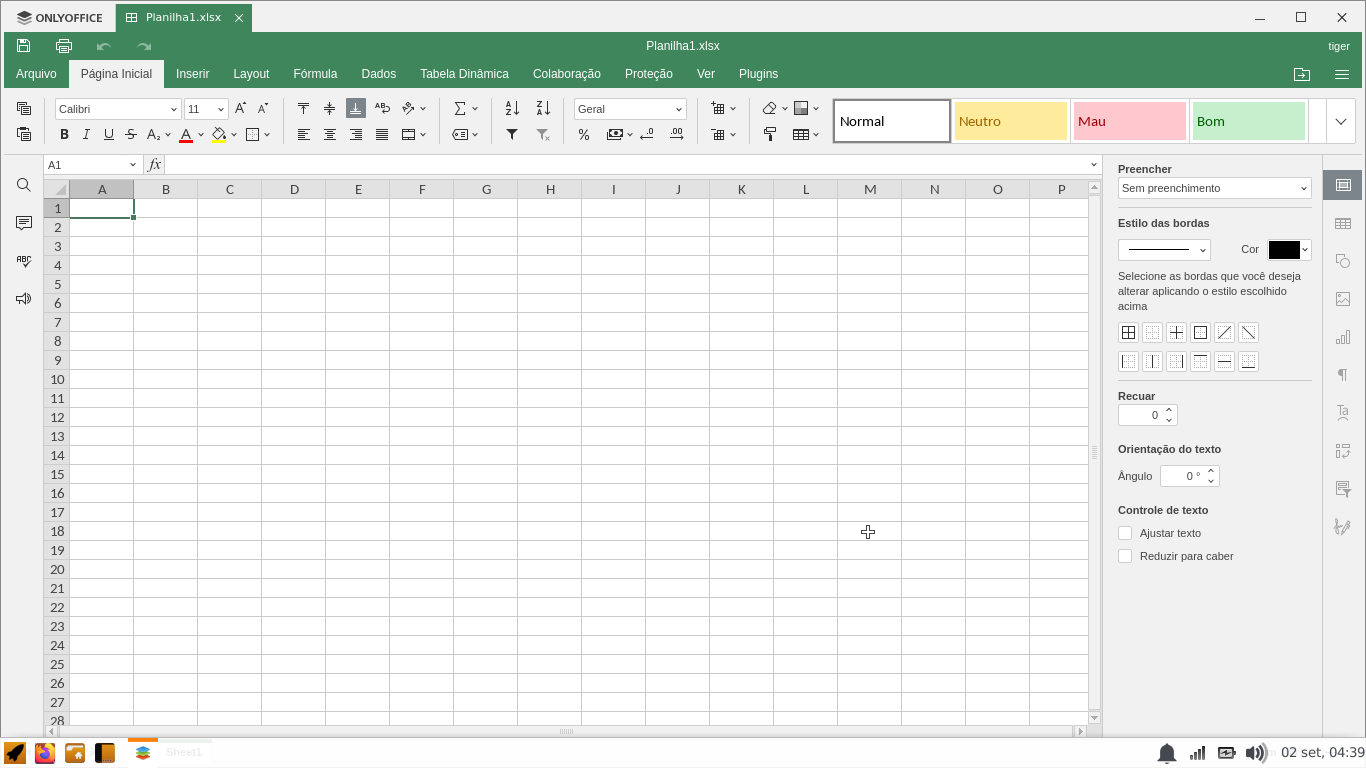 ONLYOFFICE
Planilha1.xlsx
Planilha1.xlsx
tiger
Arquivo Página Inicial Inserir Layout Fórmula Dados Tabela Dinâmica Colaboração Proteção Ver Plugins
Calibri 11 Geral
Normal Neutro Mau Bom
A1 fx
A B C D E F G H I J K L M N O P
1
2
3
4
5
6
7
8
9
10
11
12
13
14
15
16
17
18
19
20
21
22
23
24
25
26
27
28
Preencher
Sem preenchimento
Estilo das bordas
Cor
Selecione as bordas que você deseja
alterar aplicando o estilo escolhido
acima
Recuar
0
Orientação do texto
Ângulo 0 °
Controle de texto
Ajustar texto
Reduzir para caber
Sheet1
02 set, 04:39